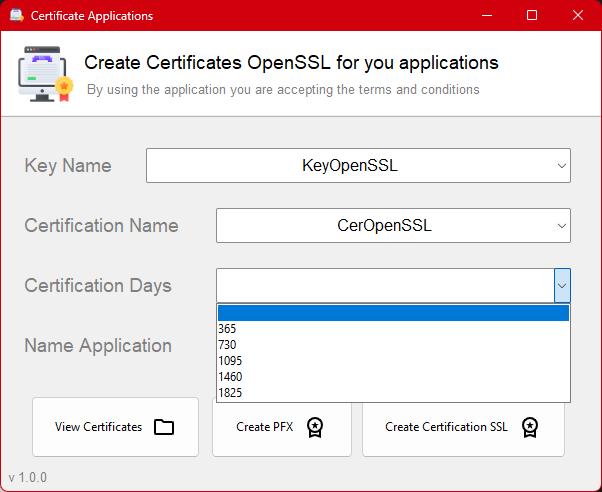 Certificate Applications
Create Certificates OpenSSL for you applications
By using the application you are accepting the terms and conditions
Key Name
KeyOpenSSL
Certification Name
CerOpenSSL
Certification Days
365
730
1095
1460
1825
Name Application
View Certificates
Create PFX
Create Certification SSL
v 1.0.0